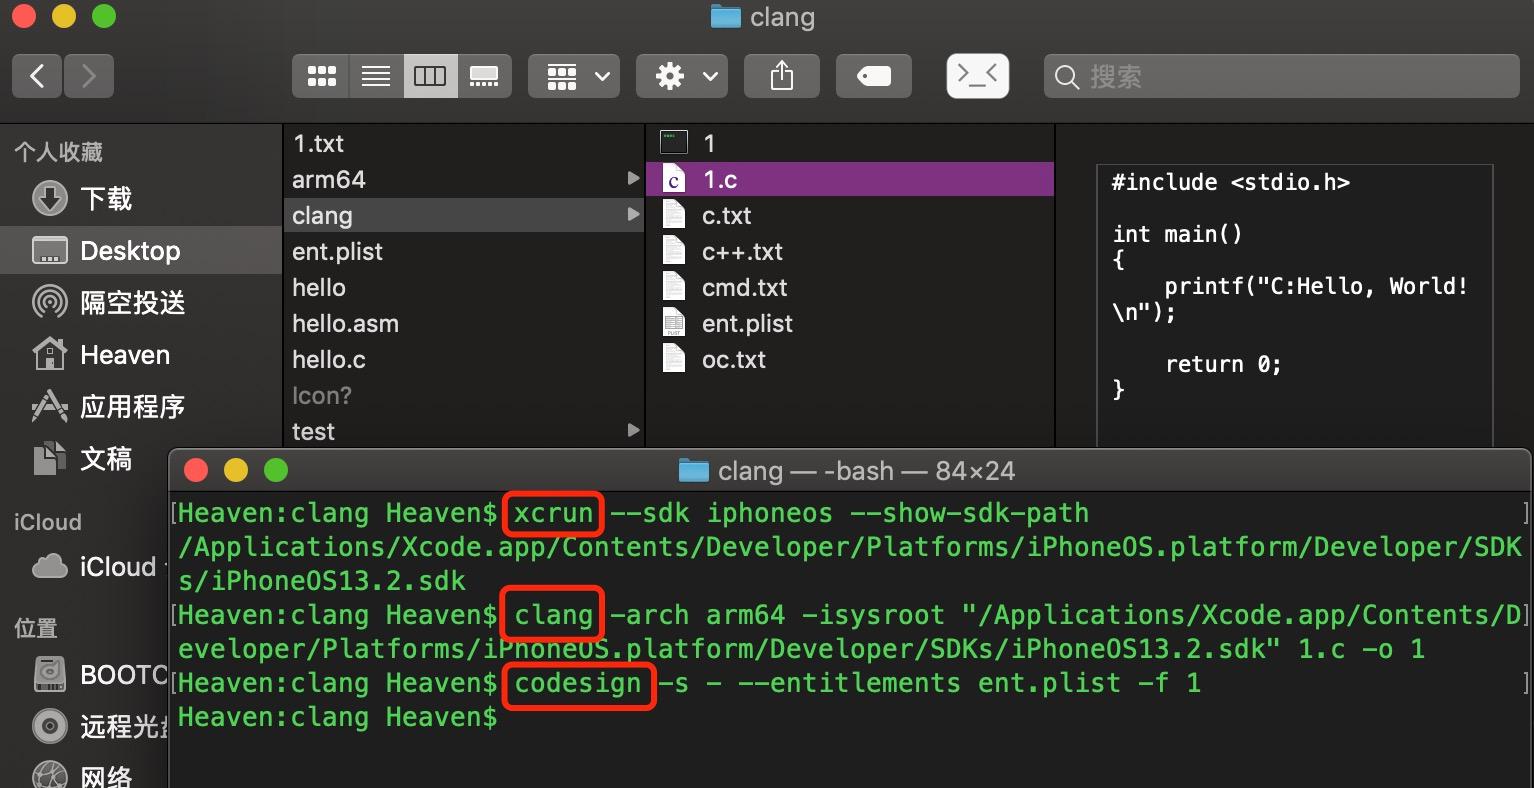 clang
搜索
个人收藏
下载
Desktop
隔空投送
Heaven
应用程序
文稿
iCloud
iCloud
位置
BOOTC
远程光盘
网络
1.txt
arm64
clang
ent.plist
hello
hello.asm
hello.c
Icon?
test
1
1.c
c.txt
c++.txt
cmd.txt
ent.plist
oc.txt
#include <stdio.h>
int main()
{
    printf("C:Hello, World!
\n");
    return 0;
}
clang — -bash — 84×24
[Heaven:clang Heaven$ xcrun --sdk iphoneos --show-sdk-path ]
/Applications/Xcode.app/Contents/Developer/Platforms/iPhoneOS.platform/Developer/SDK
s/iPhoneOS13.2.sdk
[Heaven:clang Heaven$ clang -arch arm64 -isysroot "/Applications/Xcode.app/Contents/D]
eveloper/Platforms/iPhoneOS.platform/Developer/SDKs/iPhoneOS13.2.sdk" 1.c -o 1
[Heaven:clang Heaven$ codesign -s - --entitlements ent.plist -f 1 ]
Heaven:clang Heaven$